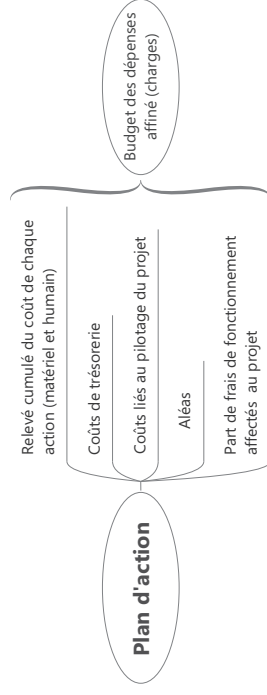 Plan d'action
Relevé cumulé du coût de chaque
action (matériel et humain)
Coûts de trésorerie
Coûts liés au pilotage du projet
Aléas
Part de frais de fonctionnement
affectés au projet
Budget des dépenses
affiné (charges)